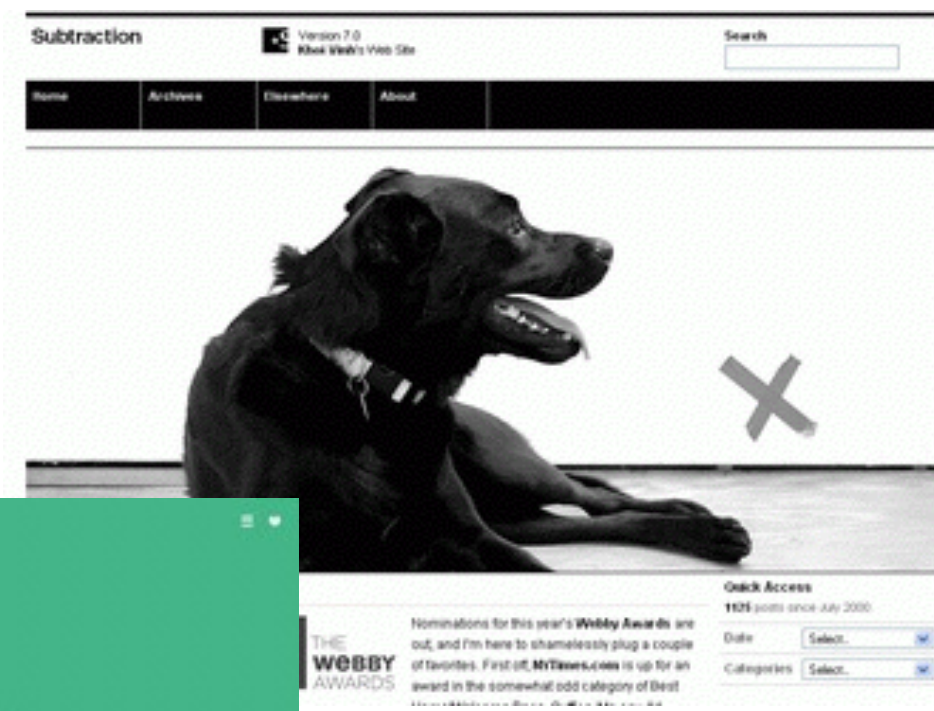 Subtraction
Version 7.0
Khoi Vinh's Web Site
Search
Home
Archives
Elsewhere
About
Quick Access
1175 posts since July 2000.
Date
Select..
Categories
Select..
THE
WEBBY
AWARDS
Nominations for this year's Webby Awards are
out, and I'm here to shamelessly plug a couple
of favorites. First off, NYTimes.com is up for an
award in the somewhat odd category of Best